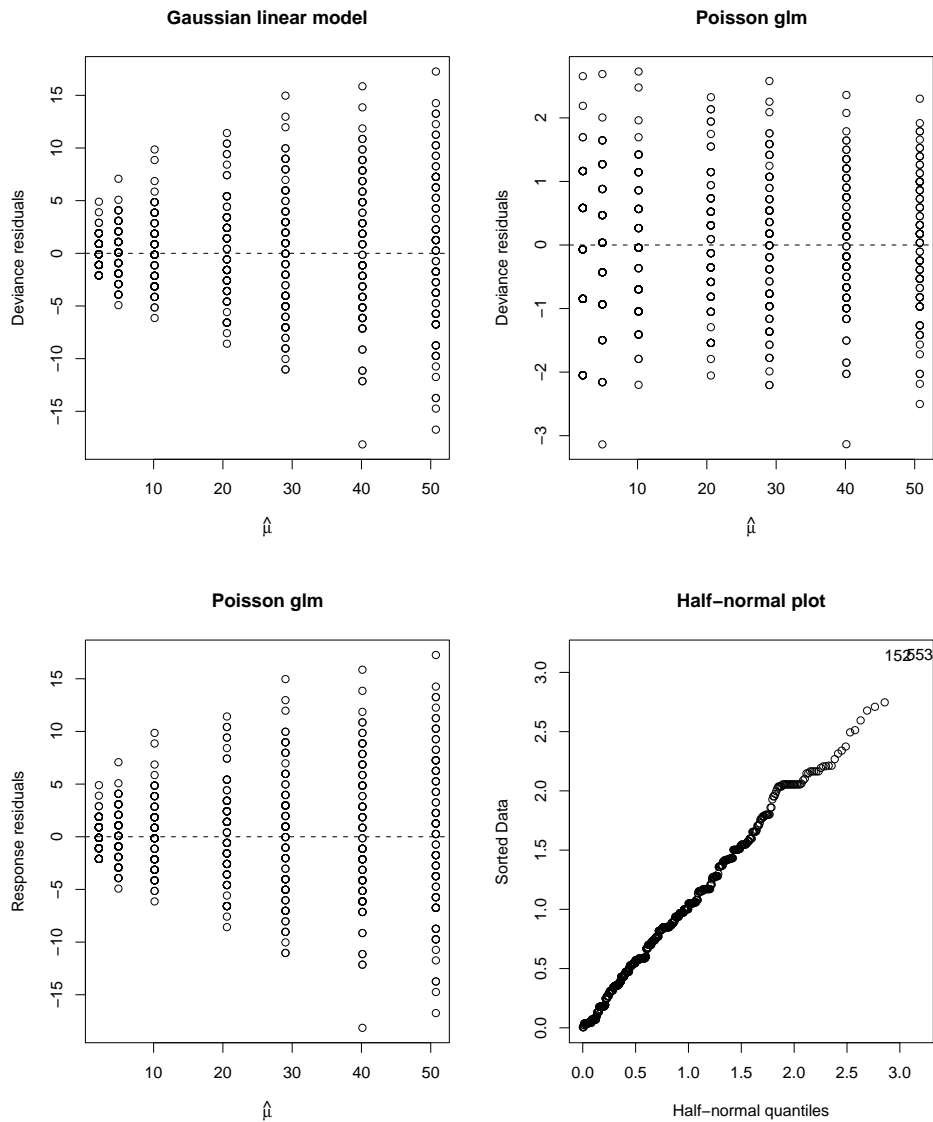 Gaussian linear model
Deviance residuals
15
10
5
0
−5
−10
−15
10 20 30 40 50
μ̂
Poisson glm
Deviance residuals
2
1
0
−1
−2
−3
10 20 30 40 50
μ̂
Poisson glm
Response residuals
15
10
5
0
−5
−10
−15
10 20 30 40 50
μ̂
Half−normal plot
Sorted Data
3.0
2.5
2.0
1.5
1.0
0.5
0.0
0.0 0.5 1.0 1.5 2.0 2.5 3.0
Half−normal quantiles